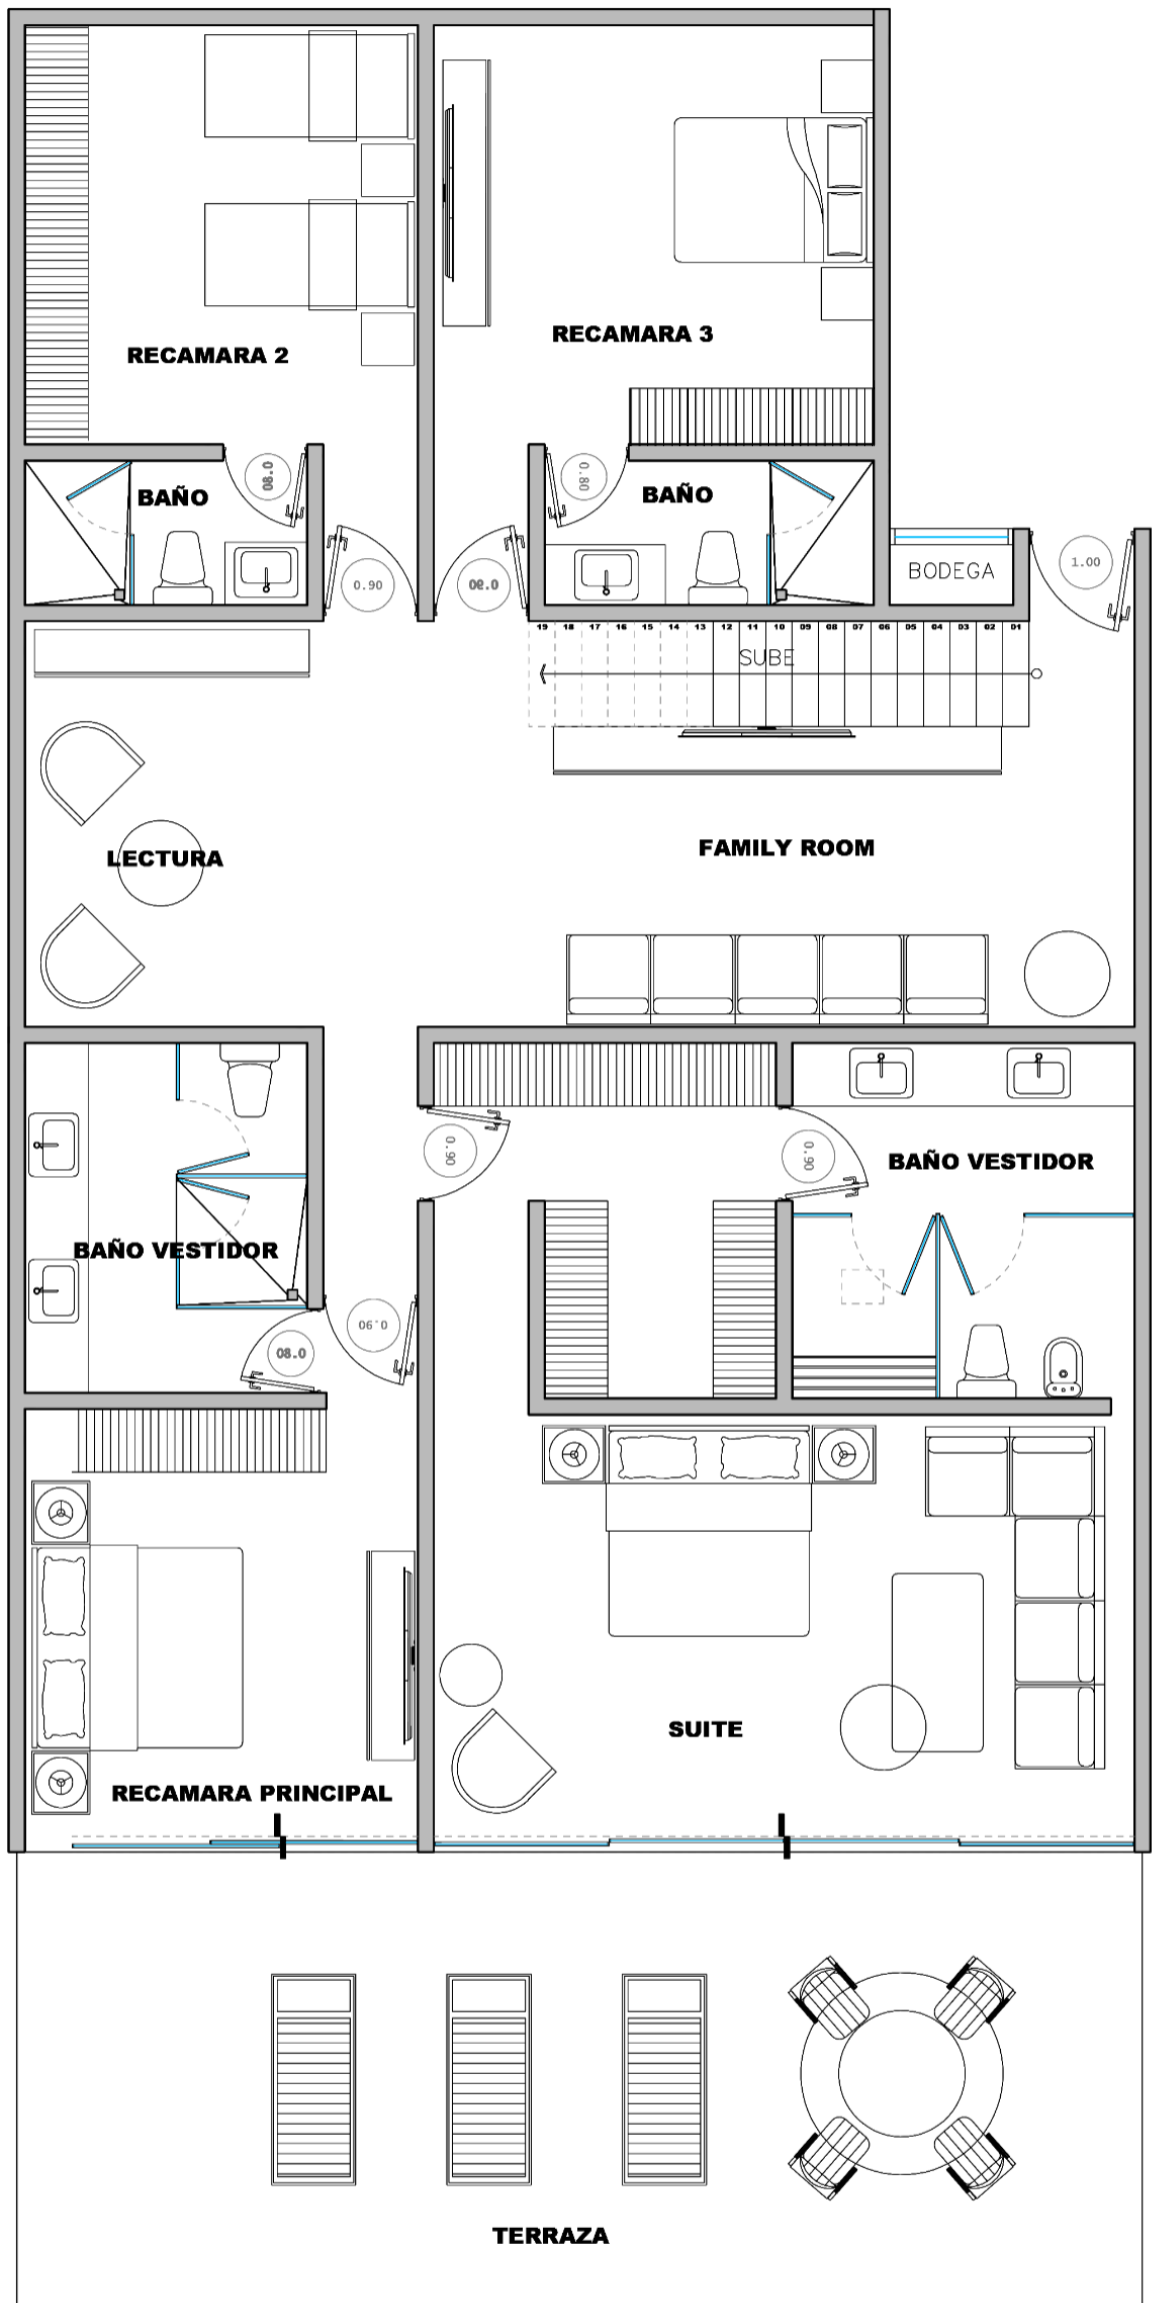 RECAMARA 2
RECAMARA 3
0.80
BAÑO
0.80
BAÑO
0.90
0.90
BODEGA
1.00
19 18 17 16 15 14 13 12 11 10 09 08 07 06 05 04 03 02 01
SUBE
LECTURA
FAMILY ROOM
0.90
0.90
BAÑO VESTIDOR
BAÑO VESTIDOR
0.90
0.80
SUITE
RECAMARA PRINCIPAL
TERRAZA